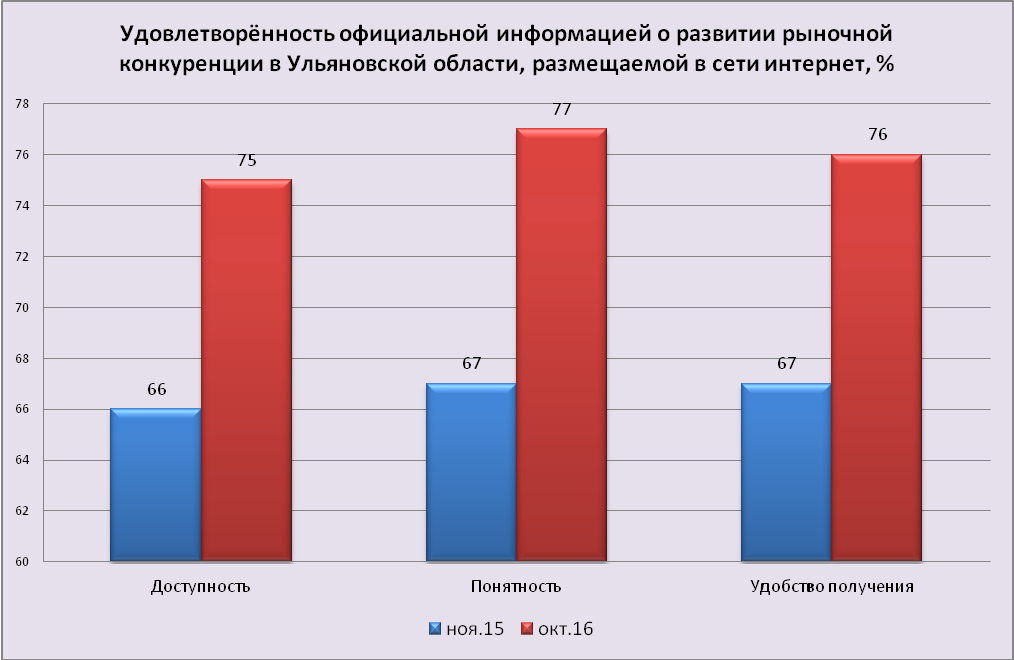 Удовлетворённость официальной информацией о развитии рыночной
конкуренции в Ульяновской области, размещаемой в сети интернет, %
78
76
74
72
70
68
66
64
62
60
66
75
67
77
67
76
Доступность
Понятность
Удобство получения
ноя.15
окт.16